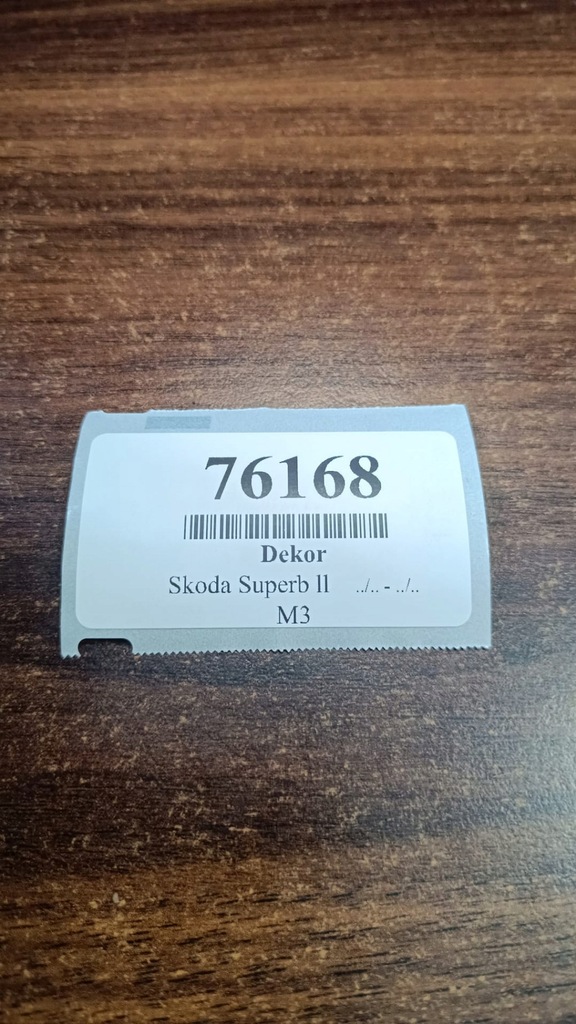 76168
Dekor
Skoda Superb ll ../.. - ../..
M3